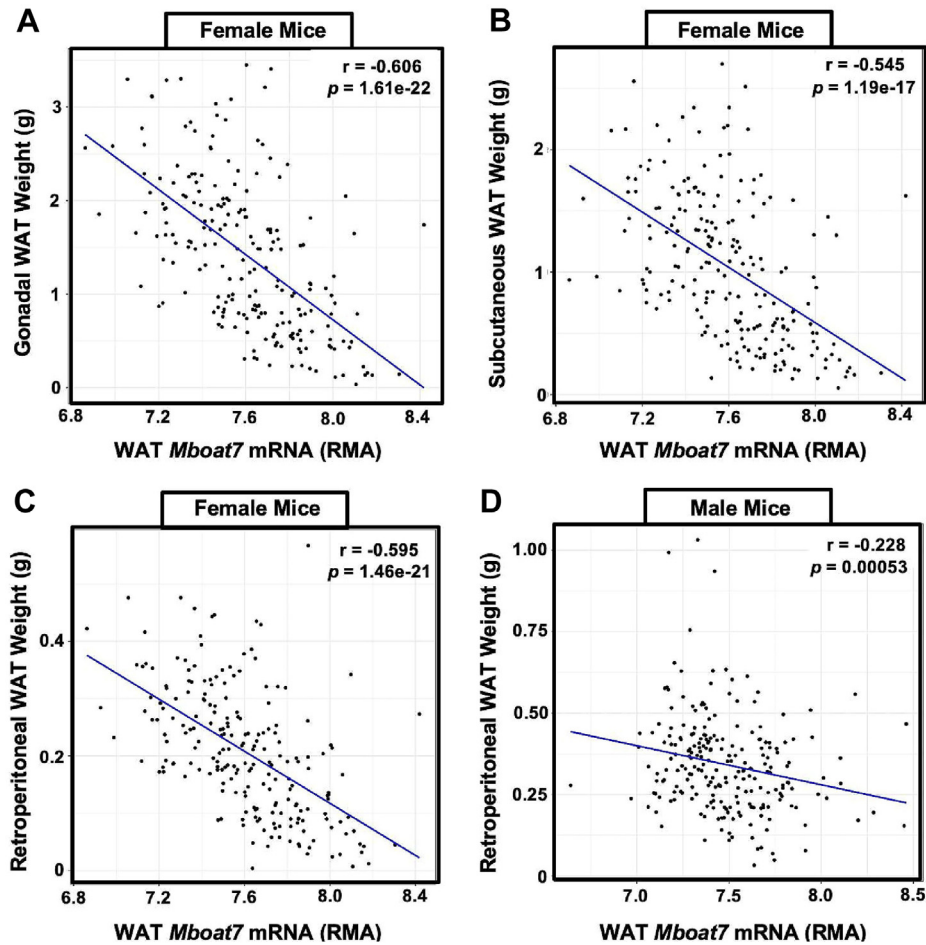 A
Female Mice
r = -0.606
p = 1.61e-22
Gonadal WAT Weight (g)
3
2
1
0
6.8 7.2 7.6 8.0 8.4
WAT Mboat7 mRNA (RMA)
B
Female Mice
r = -0.545
p = 1.19e-17
Subcutaneous WAT Weight (g)
2
1
0
6.8 7.2 7.6 8.0 8.4
WAT Mboat7 mRNA (RMA)
C
Female Mice
r = -0.595
p = 1.46e-21
Retroperitoneal WAT Weight (g)
0.4
0.2
0
6.8 7.2 7.6 8.0 8.4
WAT Mboat7 mRNA (RMA)
D
Male Mice
r = -0.228
p = 0.00053
Retroperitoneal WAT Weight (g)
1.00
0.75
0.50
0.25
0
7.0 7.5 8.0 8.5
WAT Mboat7 mRNA (RMA)